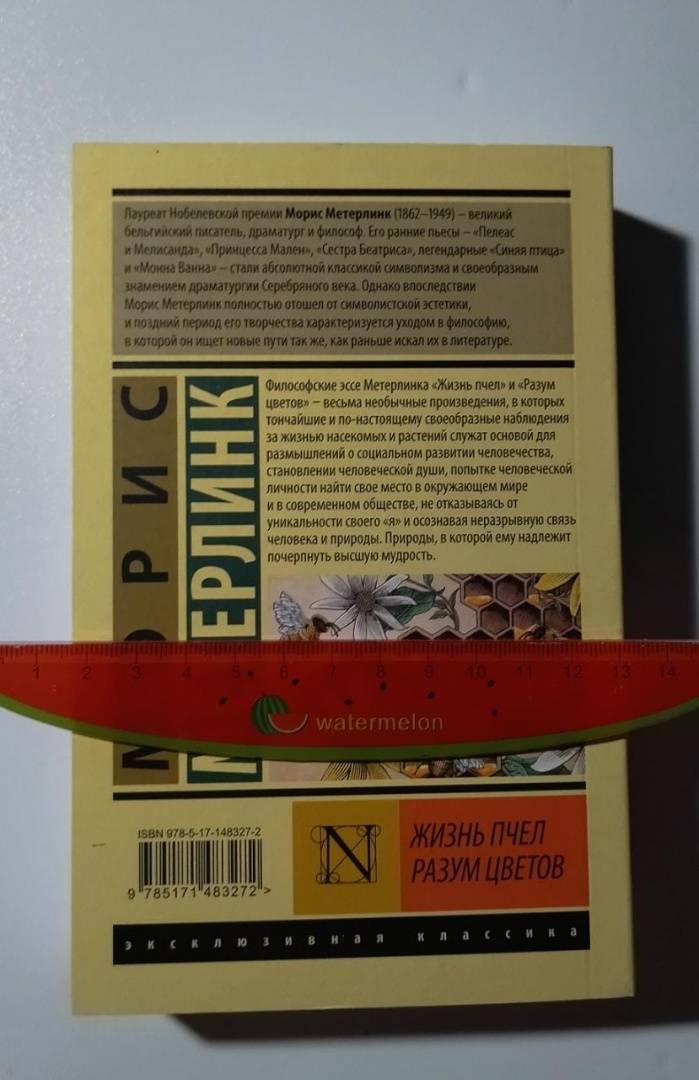 Лауреат Нобелевской премии Морис Метерлинк (1862–1949) – великий
бельгийский писатель, драматург и философ. Его ранние пьесы – «Пелеас
и Мелисанда», «Принцесса Мален», «Сестра Беатриса», легендарные «Синяя птица»
и «Монна Ванна» – стали абсолютной классикой символизма и своеобразным
знамением драматургии Серебряного века. Однако впоследствии
Морис Метерлинк полностью отошел от символистской эстетики,
и поздний период его творчества характеризуется уходом в философию,
в которой он ищет новые пути так же, как раньше искал их в литературе.
МОРИС
М ЕРЛИНК
Философские эссе Метерлинка «Жизнь пчел» и «Разум
цветов» – весьма необычные произведения, в которых
тончайшие и по-настоящему своеобразные наблюдения
за жизнью насекомых и растений служат основой для
размышлений о социальном развитии человечества,
становлении человеческой души, попытке человеческой
личности найти свое место в окружающем мире
и в современном обществе, не отказываясь от
уникальности своего «я» и осознавая неразрывную связь
человека и природы. Природы, в которой ему надлежит
почерпнуть высшую мудрость.
1 2 3 4 5 6 7 8 9 10 11 12 13 14
watermelon
ISBN 978-5-17-148327-2
9 785171 483272 >
N
ЖИЗНЬ ПЧЕЛ
РАЗУМ ЦВЕТОВ
эксклюзивная классика